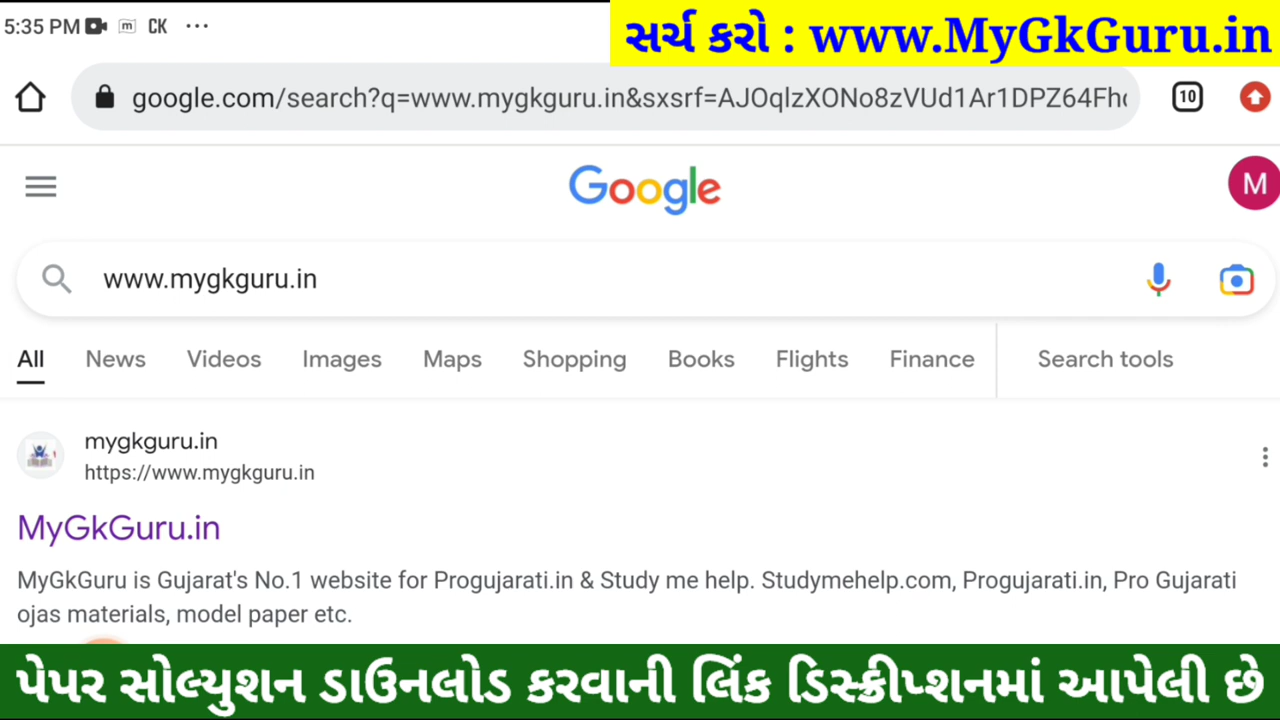 5:35 PM m CK ...
સર્ચ કરો : www.MyGkGuru.in
google.com/search?q=www.mygkguru.in&sxsrf=AJOqlzXONo8zVUd1Ar1DPZ64Fh
10
Google
M
www.mygkguru.in
All News Videos Images Maps Shopping Books Flights Finance Search tools
mygkguru.in
https://www.mygkguru.in
MyGkGuru.in
MyGkGuru is Gujarat's No.1 website for Progujarati.in & Study me help. Studymehelp.com, Progujarati.in, Pro Gujarati
ojas materials, model paper etc.
પેપર સોલ્યુશન ડાઉનલોડ કરવાની લિંક ડિસ્ક્રીપ્શનમાં આપેલી છે